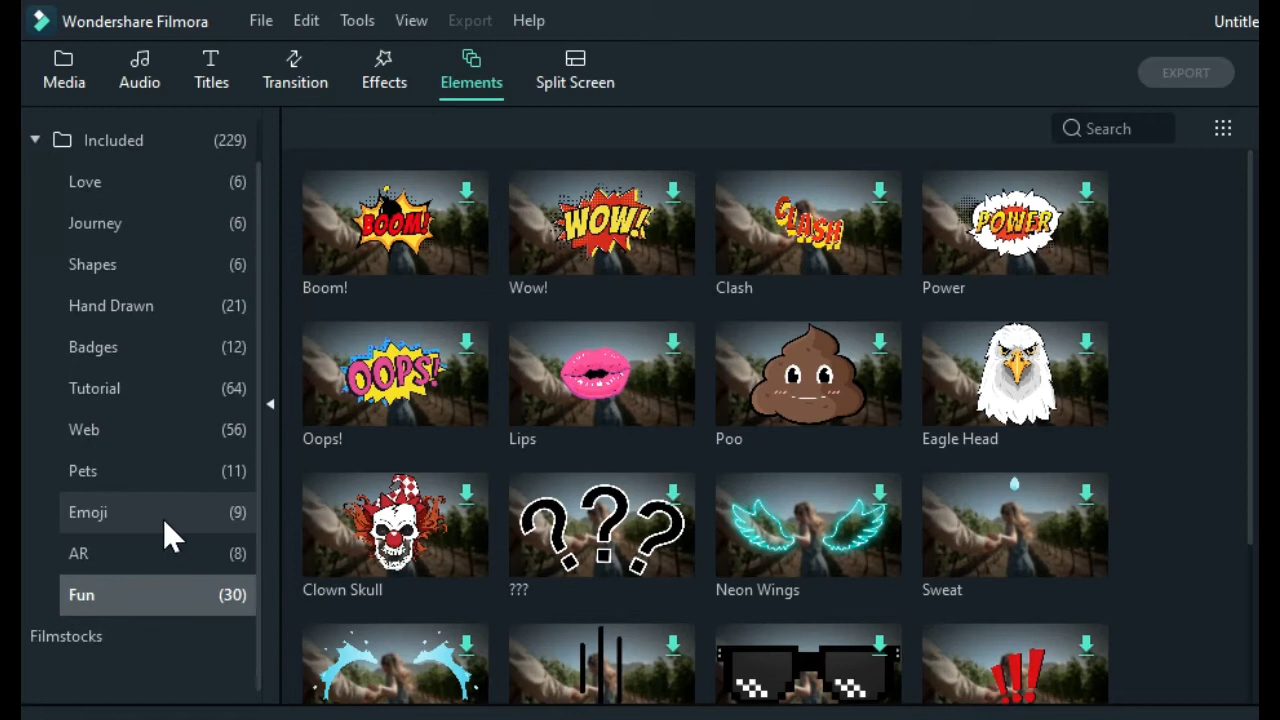 Wondershare Filmora File Edit Tools View Export Help Untitle
Media Audio Titles Transition Effects Elements Split Screen EXPORT
Included (229)
Search
Love (6)
Journey (6)
Shapes (6)
Hand Drawn (21)
Badges (12)
Tutorial (64)
Web (56)
Pets (11)
Emoji (9)
AR (8)
Fun (30)
Filmstocks
BOOM! WOW! CLASH POWER
Boom! Wow! Clash Power
OOPS!
Oops! Lips Poo Eagle Head
???
Clown Skull ??? Neon Wings Sweat
!!!